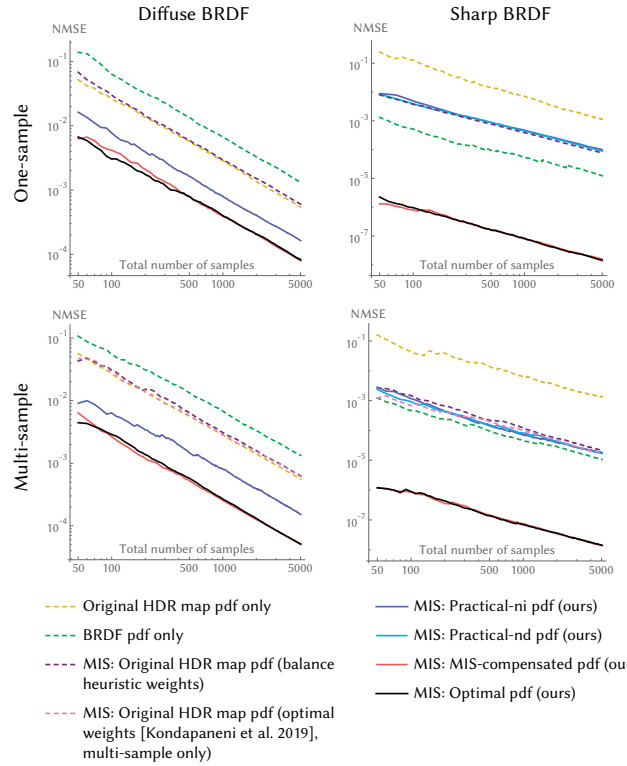 Diffuse BRDF
Sharp BRDF
One-sample
NMSE
10⁻¹
10⁻²
10⁻³
10⁻⁴
Total number of samples
50 100 500 1000 5000
NMSE
10⁻¹
10⁻³
10⁻⁵
10⁻⁷
Total number of samples
50 100 500 1000 5000
Multi-sample
NMSE
10⁻¹
10⁻²
10⁻³
10⁻⁴
Total number of samples
50 100 500 1000 5000
NMSE
10⁻¹
10⁻³
10⁻⁵
10⁻⁷
Total number of samples
50 100 500 1000 5000
Original HDR map pdf only
BRDF pdf only
MIS: Original HDR map pdf (balance
heuristic weights)
MIS: Original HDR map pdf (optimal
weights [Kondapaneni et al. 2019],
multi-sample only)
MIS: Practical-ni pdf (ours)
MIS: Practical-nd pdf (ours)
MIS: MIS-compensated pdf (ou
MIS: Optimal pdf (ours)